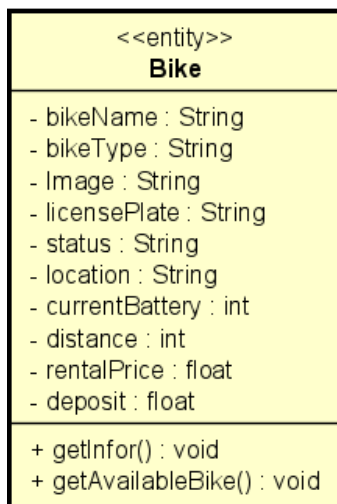 <<entity>>
Bike
- bikeName : String
- bikeType : String
- Image : String
- licensePlate : String
- status : String
- location : String
- currentBattery : int
- distance : int
- rentalPrice : float
- deposit : float
+ getInfor() : void
+ getAvailableBike() : void